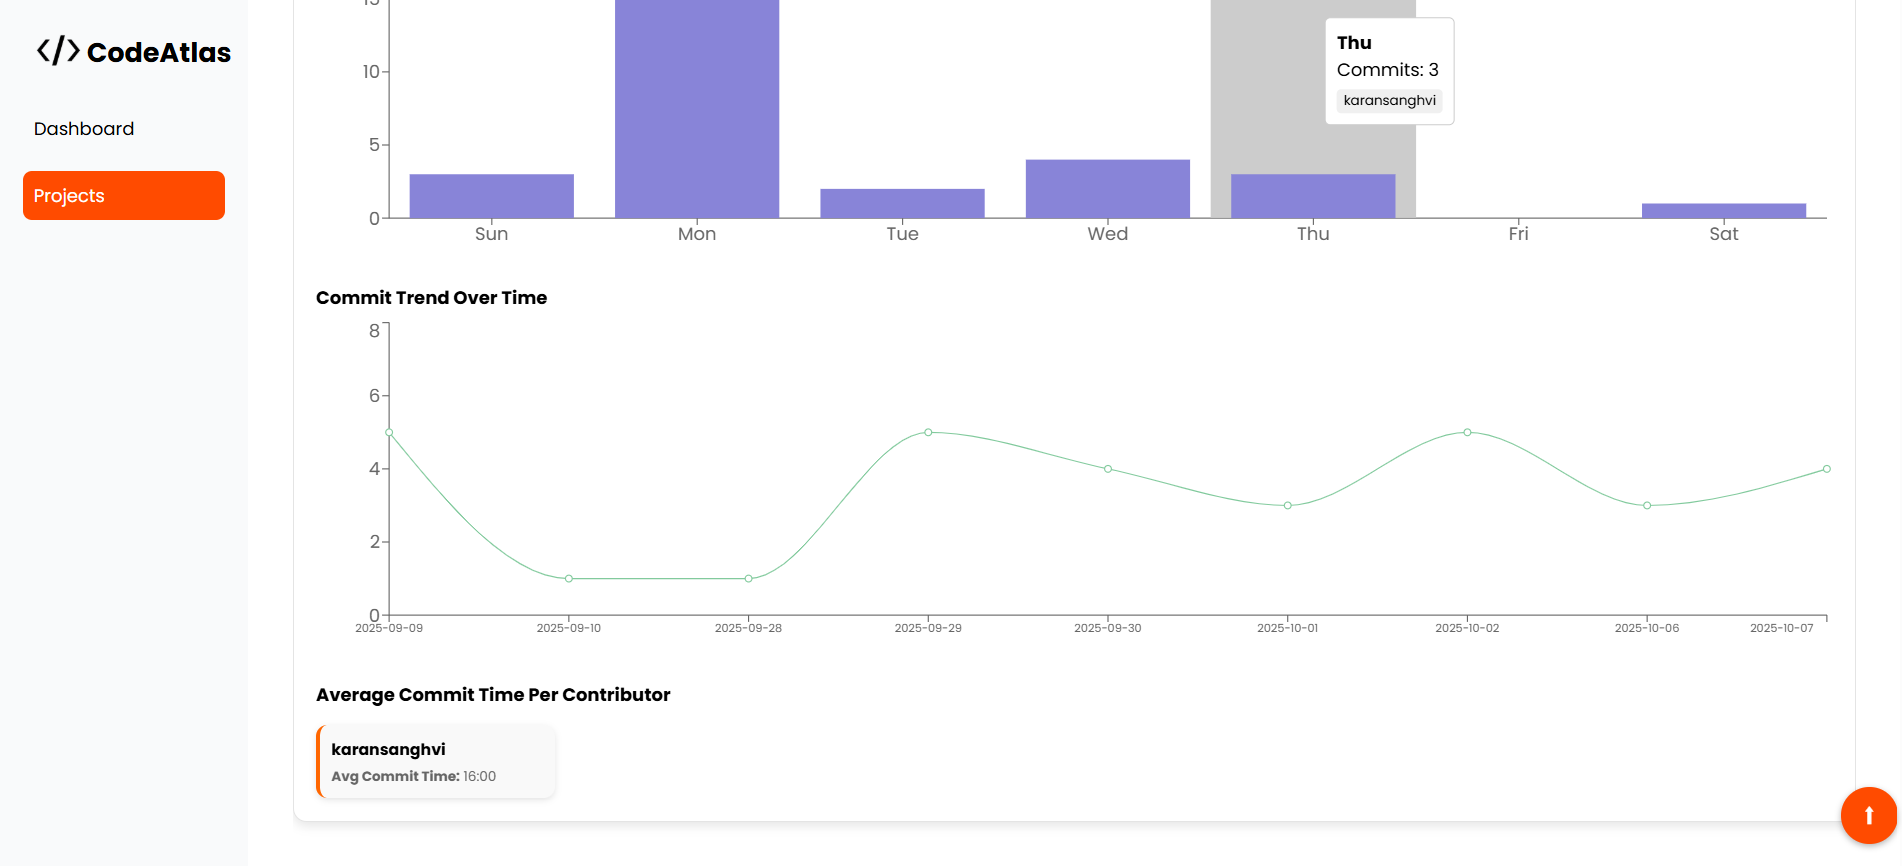 </> CodeAtlas
Dashboard
Projects
15
10
5
0
Sun Mon Tue Wed Thu Fri Sat
Thu
Commits: 3
karansanghvi
Commit Trend Over Time
8
6
4
2
0
2025-09-09 2025-09-10 2025-09-28 2025-09-29 2025-09-30 2025-10-01 2025-10-02 2025-10-06 2025-10-07
Average Commit Time Per Contributor
karansanghvi
Avg Commit Time: 16:00